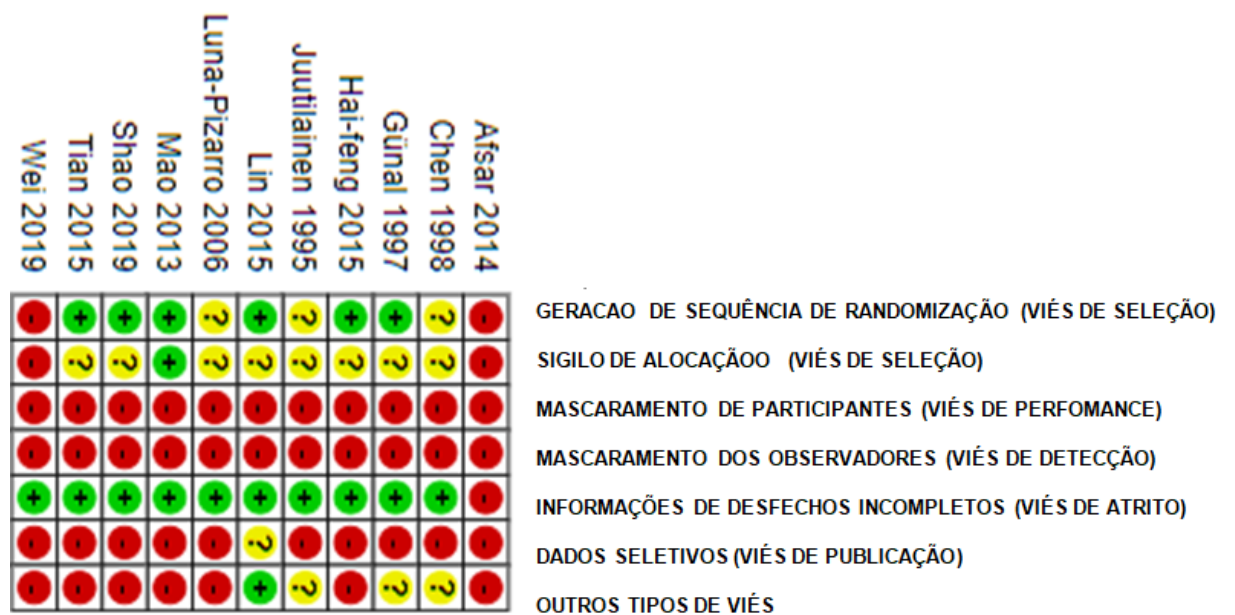 Wei 2019
Tian 2015
Shao 2019
Mao 2013
Luna-Pizarro 2006
Lin 2015
Juutilainen 1995
Hai-feng 2015
Günal 1997
Chen 1998
Afsar 2014
- + + + ? + ? + + ? -
GERACAO DE SEQUÊNCIA DE RANDOMIZAÇÃO (VIÉS DE SELEÇÃO)
- ? ? + ? ? ? ? ? ? -
SIGILO DE ALOCAÇÃOO (VIÉS DE SELEÇÃO)
- - - - - - - - - - -
MASCARAMENTO DE PARTICIPANTES (VIÉS DE PERFOMANCE)
- - - - - - - - - - -
MASCARAMENTO DOS OBSERVADORES (VIÉS DE DETECÇÃO)
+ + + + + + + + + + -
INFORMAÇÕES DE DESFECHOS INCOMPLETOS (VIÉS DE ATRITO)
- - - - - ? - - - - -
DADOS SELETIVOS (VIÉS DE PUBLICAÇÃO)
- - - - - + ? - ? ? -
OUTROS TIPOS DE VIÉS